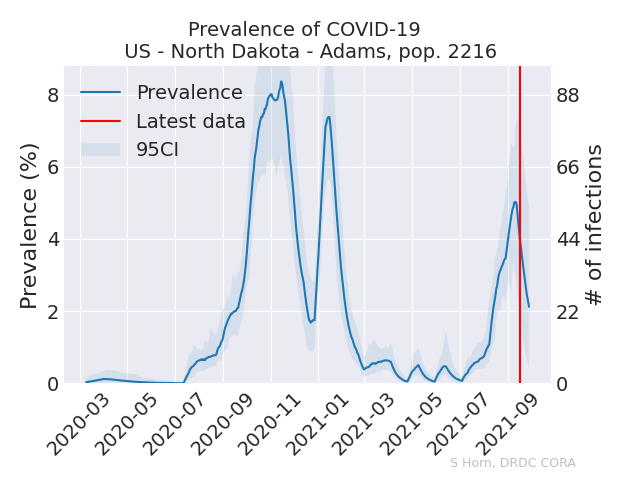 Prevalence of COVID-19
US - North Dakota - Adams, pop. 2216
Prevalence
Latest data
95CI
Prevalence (%)
8
6
4
2
0
88
66
44
22
0
# of infections
2020-03
2020-05
2020-07
2020-09
2020-11
2021-01
2021-03
2021-05
2021-07
2021-09
S Horn, DRDC CORA